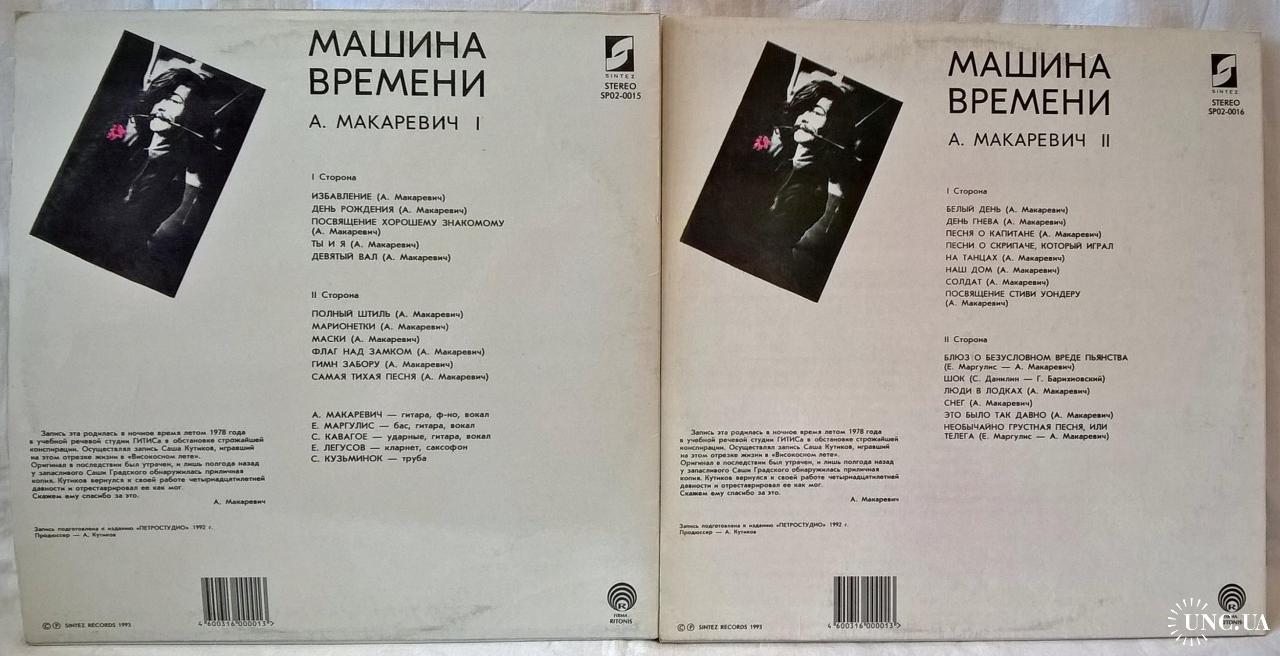 МАШИНА
ВРЕМЕНИ
А. МАКАРЕВИЧ I
SINTEZ
STEREO
SP02-0015
I Сторона
ИЗБАВЛЕНИЕ (А. Макаревич)
ДЕНЬ РОЖДЕНИЯ (А. Макаревич)
ПОСВЯЩЕНИЕ ХОРОШЕМУ ЗНАКОМОМУ
(А. Макаревич)
ТЫ И Я (А. Макаревич)
ДЕВЯТЫЙ ВАЛ (А. Макаревич)
II Сторона
ПОЛНЫЙ ШТИЛЬ (А. Макаревич)
МАРИОНЕТКИ (А. Макаревич)
МАСКИ (А. Макаревич)
ФЛАГ НАД ЗАМКОМ (А. Макаревич)
ГИМН ЗАБОРУ (А. Макаревич)
САМАЯ ТИХАЯ ПЕСНЯ (А. Макаревич)
А. МАКАРЕВИЧ — гитара, ф-но, вокал
Е. МАРГУЛИС — бас, гитара, вокал
С. КАВАГОЕ — ударные, гитара, вокал
Е. ЛЕГУСОВ — кларнет, саксофон
С. КУЗЬМИНОК — труба
Запись эта родилась в ночное время летом 1978 года
в учебной речевой студии ГИТИСа в обстановке строжайшей
конспирации. Осуществлял запись Саша Кутиков, игравший
на этом отрезке жизни в «Високосном лете».
Оригинал в последствии был утрачен, и лишь полгода назад
у запасливого Саши Градского обнаружилась приличная
копия. Кутиков вернулся к своей работе четырнадцатилетней
давности и отреставрировал ее как мог.
Скажем ему спасибо за это.
А. Макаревич
Запись подготовлена к изданию «ПЕТРОСТУДИО» 1992 г.
Продюссер — А. Кутиков
4 600316 000013 >
© ℗ SINTEZ RECORDS 1993
R
FIRMA
RITONIS
МАШИНА
ВРЕМЕНИ
А. МАКАРЕВИЧ II
SINTEZ
STEREO
SP02-0016
I Сторона
БЕЛЫЙ ДЕНЬ (А. Макаревич)
ДЕНЬ ГНЕВА (А. Макаревич)
ПЕСНЯ О КАПИТАНЕ (А. Макаревич)
ПЕСНИ О СКРИПАЧЕ, КОТОРЫЙ ИГРАЛ
НА ТАНЦАХ (А. Макаревич)
НАШ ДОМ (А. Макаревич)
СОЛДАТ (А. Макаревич)
ПОСВЯЩЕНИЕ СТИВИ УОНДЕРУ
(А. Макаревич)
II Сторона
БЛЮЗ О БЕЗУСЛОВНОМ ВРЕДЕ ПЬЯНСТВА
(Е. Маргулис — А. Макаревич)
ШОК (С. Данилин — Г. Барихновский)
ЛЮДИ В ЛОДКАХ (А. Макаревич)
СНЕГ (А. Макаревич)
ЭТО БЫЛО ТАК ДАВНО (А. Макаревич)
НЕОБЫЧАЙНО ГРУСТНАЯ ПЕСНЯ, ИЛИ
ТЕЛЕГА (Е. Маргулис — А. Макаревич)
Запись эта родилась в ночное время летом 1978 года
в учебной речевой студии ГИТИСа в обстановке строжайшей
конспирации. Осуществлял запись Саша Кутиков, игравший
на этом отрезке жизни в «Високосном лете».
Оригинал в последствии был утрачен, и лишь полгода назад
у запасливого Саши Градского обнаружилась приличная
копия. Кутиков вернулся к своей работе четырнадцатилетней
давности и отреставрировал ее как мог.
Скажем ему спасибо за это.
А. Макаревич
Запись подготовлена к изданию «ПЕТРОСТУДИО» 1992 г.
Продюссер — А. Кутиков
4 600316 000013 >
© ℗ SINTEZ RECORDS 1993
R
RITONIS
UNC.UA